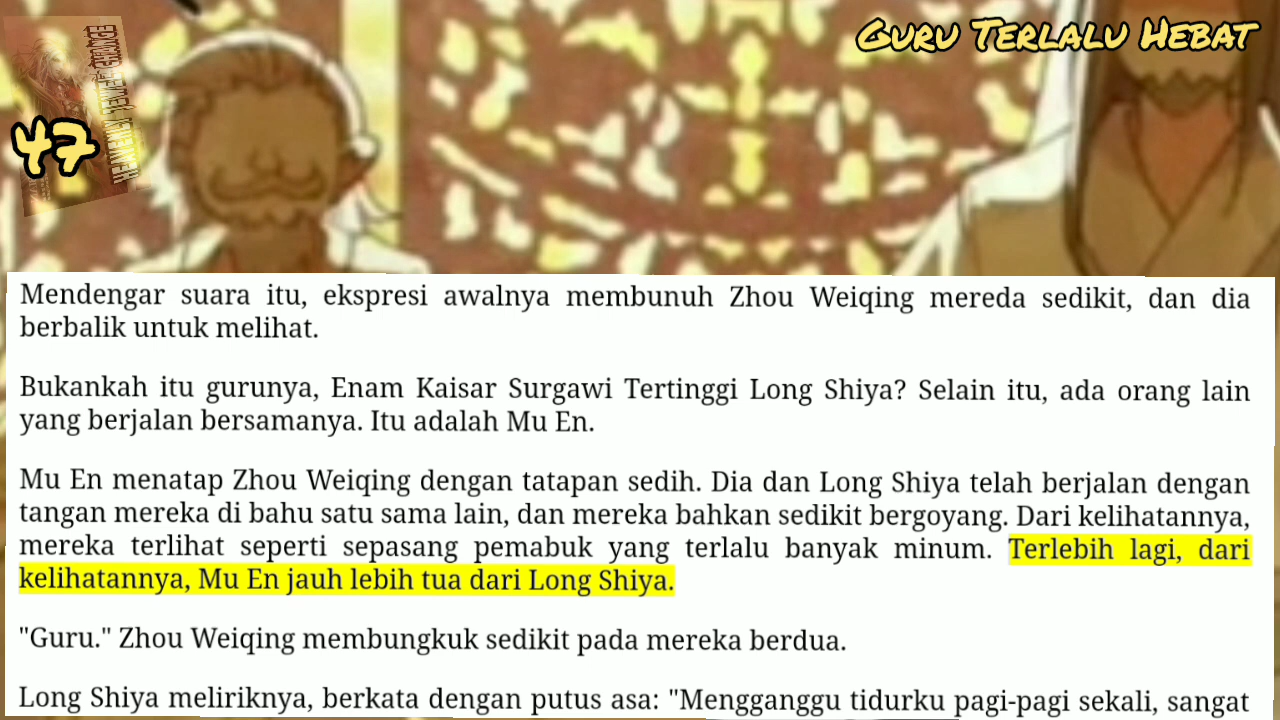 Guru Terlalu Hebat
47
HEAVENLY JEWEL
Mendengar suara itu, ekspresi awalnya membunuh Zhou Weiqing mereda sedikit, dan dia
berbalik untuk melihat.
Bukankah itu gurunya, Enam Kaisar Surgawi Tertinggi Long Shiya? Selain itu, ada orang lain
yang berjalan bersamanya. Itu adalah Mu En.
Mu En menatap Zhou Weiqing dengan tatapan sedih. Dia dan Long Shiya telah berjalan dengan
tangan mereka di bahu satu sama lain, dan mereka bahkan sedikit bergoyang. Dari kelihatannya,
mereka terlihat seperti sepasang pemabuk yang terlalu banyak minum. Terlebih lagi, dari
kelihatannya, Mu En jauh lebih tua dari Long Shiya.
"Guru." Zhou Weiqing membungkuk sedikit pada mereka berdua.
Long Shiya meliriknya, berkata dengan putus asa: "Mengganggu tidurku pagi-pagi sekali, sangat